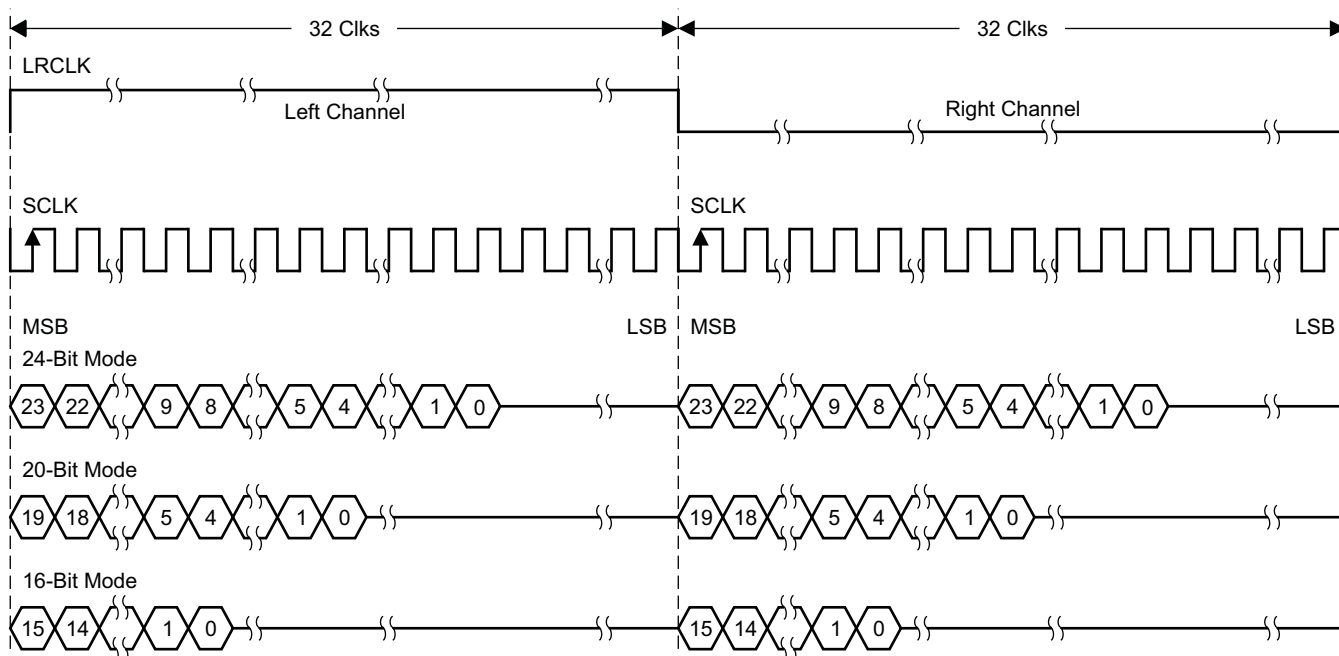 32 Clks 32 Clks
LRCLK
Left Channel Right Channel
SCLK SCLK
MSB LSB MSB LSB
24-Bit Mode
23 22 9 8 5 4 1 0 23 22 9 8 5 4 1 0
20-Bit Mode
19 18 5 4 1 0 19 18 5 4 1 0
16-Bit Mode
15 14 1 0 15 14 1 0